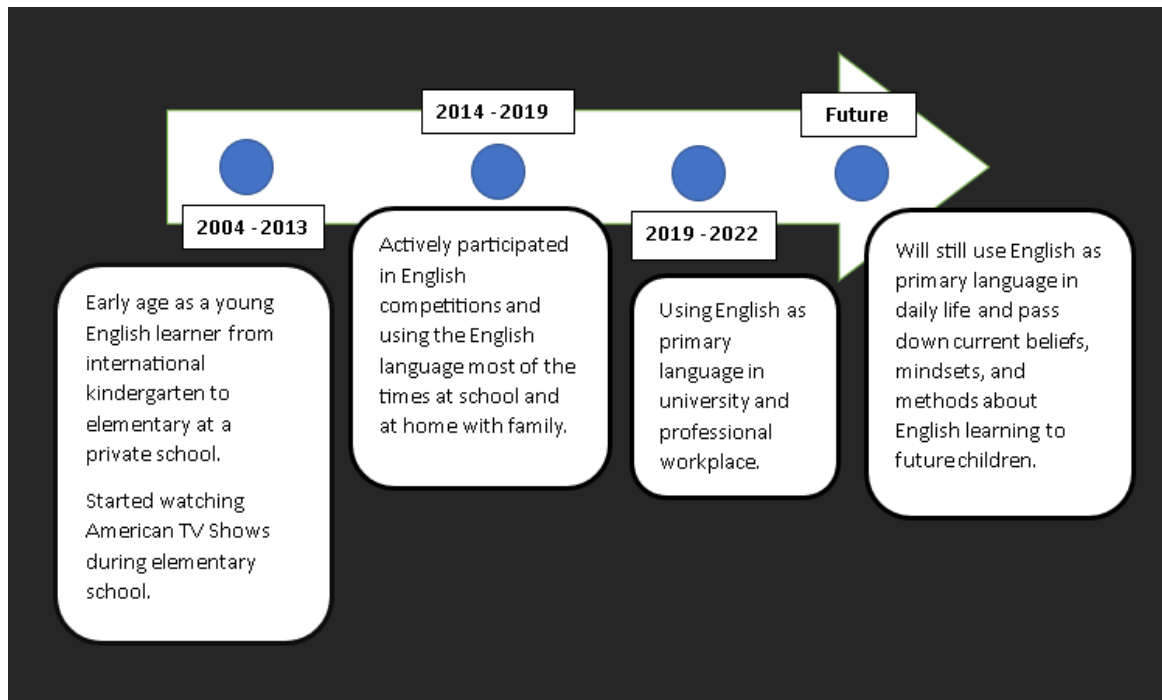 2004 -2013
Early age as a young
English learner from
international
kindergarten to
elementary at a
private school.
Started watching
American TV Shows
during elementary
school.
2014 -2019
Actively participated
in English
competitions and
using the English
language most of the
times at school and
at home with family.
2019 -2022
Using English as
primary
language in
university and
professional
workplace.
Future
Will still use English as
primary language in
daily life and pass
down current beliefs,
mindsets, and
methods about
English learning to
future children.